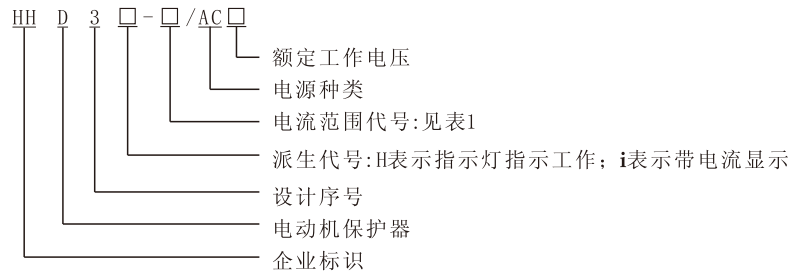 HH D 3 □-□/AC□
额定工作电压
电源种类
电流范围代号:见表1
派生代号:H表示指示灯指示工作；i表示带电流显示
设计序号
电动机保护器
企业标识